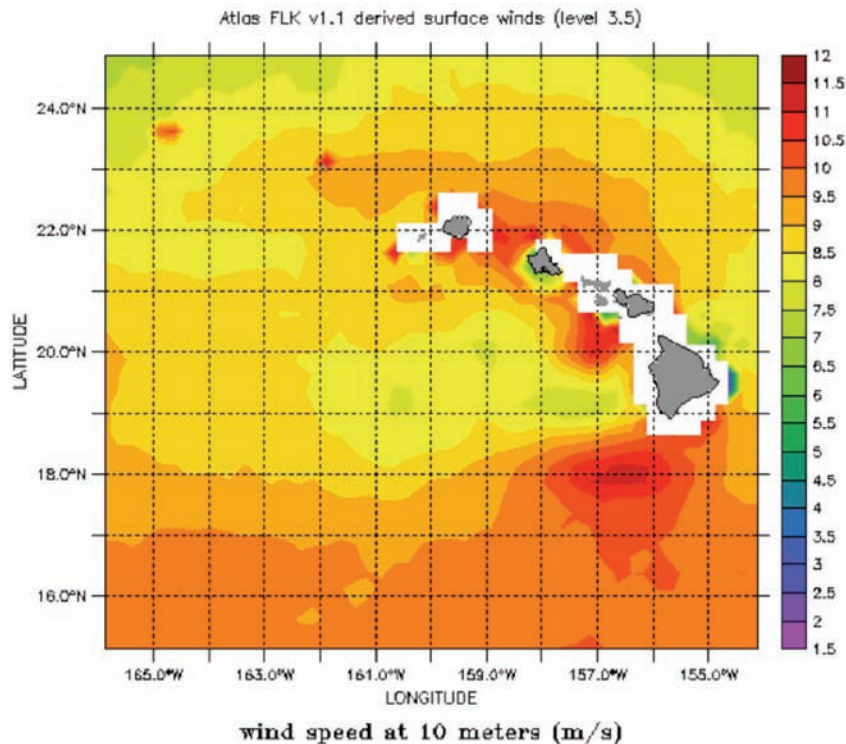 Atlas FLK v1.1 derived surface winds (level 3.5)
24.0°N
22.0°N
20.0°N
18.0°N
16.0°N
LATITUDE
165.0°W 163.0°W 161.0°W 159.0°W 157.0°W 155.0°W
LONGITUDE
12
11.5
11
10.5
10
9.5
9
8.5
8
7.5
7
6.5
6
5.5
5
4.5
4
3.5
3
2.5
2
1.5
wind speed at 10 meters (m/s)